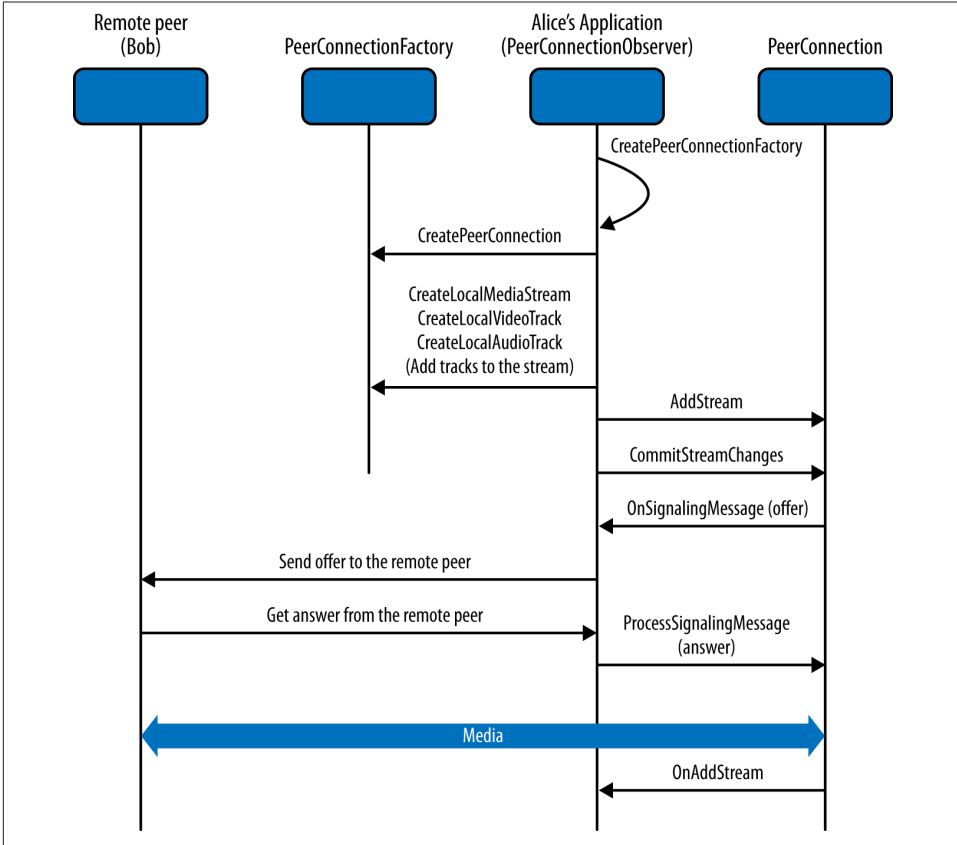 Remote peer
(Bob)
PeerConnectionFactory
Alice's Application
(PeerConnectionObserver)
PeerConnection
CreatePeerConnectionFactory
CreatePeerConnection
CreateLocalMediaStream
CreateLocalVideoTrack
CreateLocalAudioTrack
(Add tracks to the stream)
AddStream
CommitStreamChanges
OnSignalingMessage (offer)
Send offer to the remote peer
Get answer from the remote peer
ProcessSignalingMessage
(answer)
Media
OnAddStream